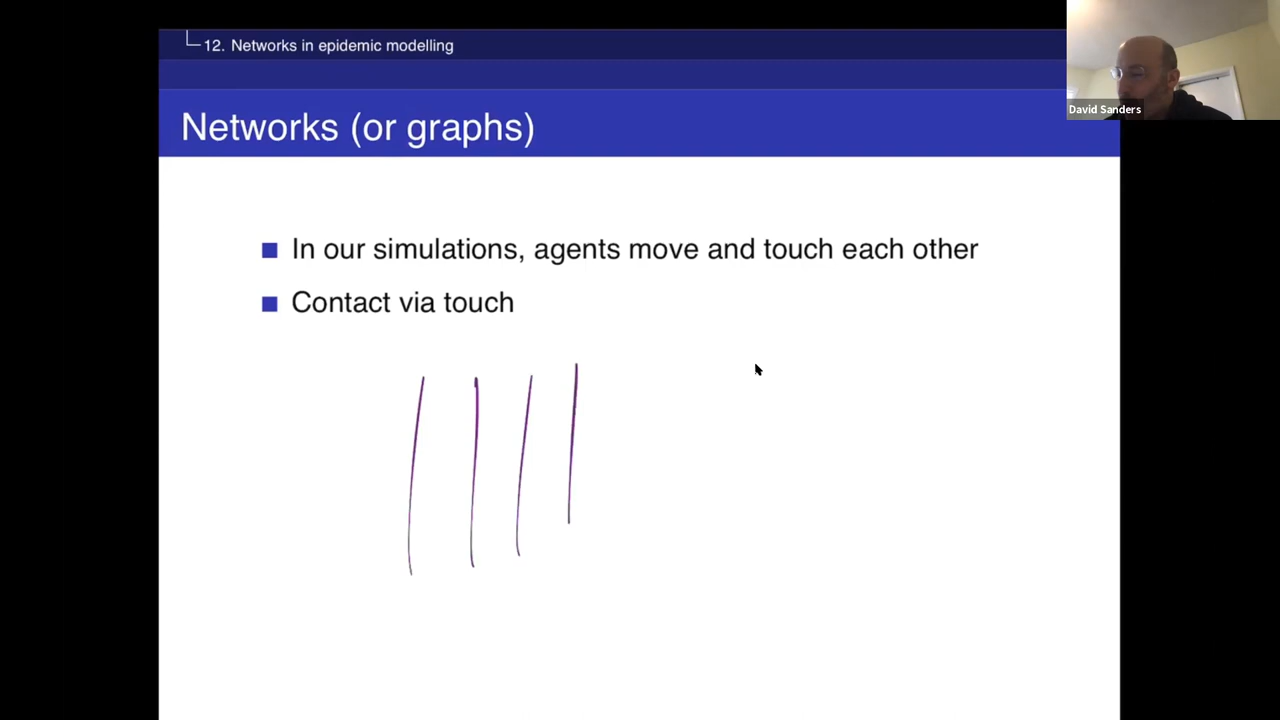 12. Networks in epidemic modelling
Networks (or graphs)
In our simulations, agents move and touch each other
Contact via touch
David Sanders